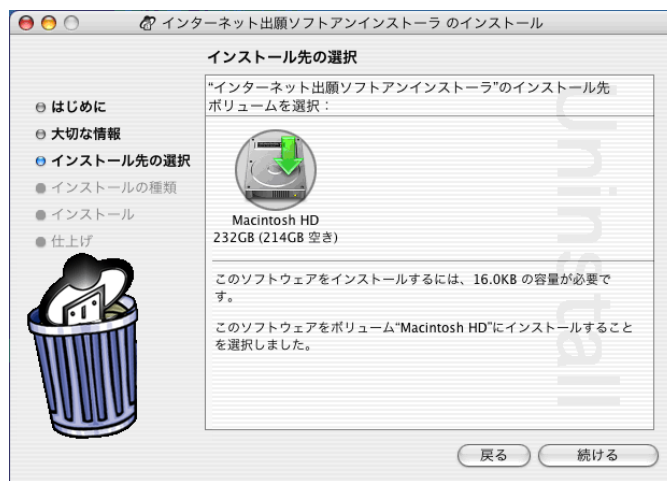 インターネット出願ソフトアンインストーラ のインストール
インストール先の選択
はじめに
大切な情報
インストール先の選択
インストールの種類
インストール
仕上げ
“インターネット出願ソフトアンインストーラ”のインストール先
ボリュームを選択：
Macintosh HD
232GB (214GB 空き)
このソフトウェアをインストールするには、16.0KB の容量が必要で
す。
このソフトウェアをボリューム“Macintosh HD”にインストールすること
を選択しました。
Uninstall
戻る
続ける